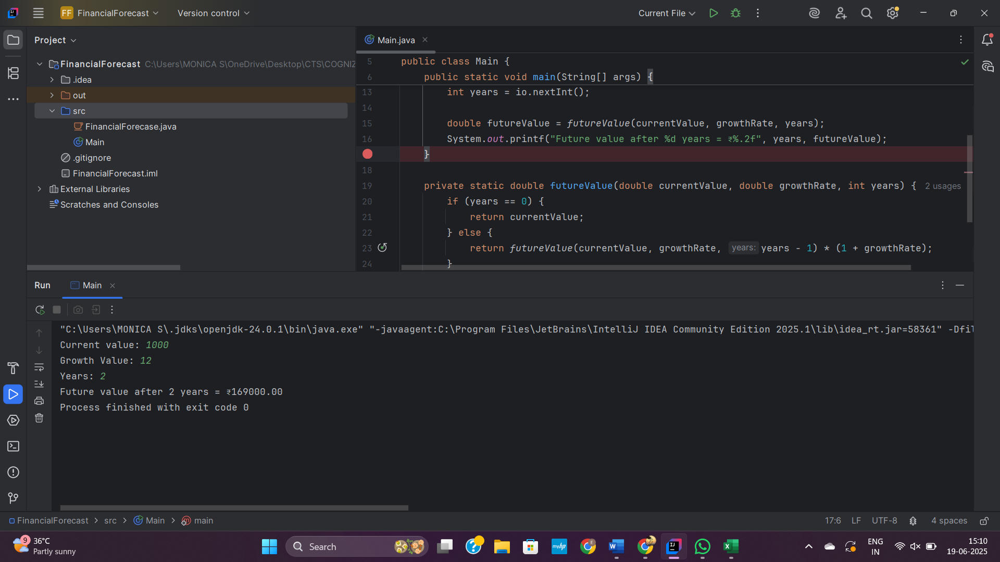 FF FinancialForecast Version control Current File
Project
FinancialForecast C:\Users\MONICA S\OneDrive\Desktop\CTS\COGNIZ
.idea
out
src
FinancialForecase.java
Main
.gitignore
FinancialForecast.iml
External Libraries
Scratches and Consoles
Main.java
5 public class Main {
6 public static void main(String[] args) {
13 int years = io.nextInt();
14
15 double futureValue = futureValue(currentValue, growthRate, years);
16 System.out.printf("Future value after %d years = ₹%.2f", years, futureValue);
}
18
19 private static double futureValue(double currentValue, double growthRate, int years) { 2 usages
20 if (years == 0) {
21 return currentValue;
22 } else {
23 return futureValue(currentValue, growthRate, years: years - 1) * (1 + growthRate);
24 }
Run Main
"C:\Users\MONICA S\.jdks\openjdk-24.0.1\bin\java.exe" "-javaagent:C:\Program Files\JetBrains\IntelliJ IDEA Community Edition 2025.1\lib\idea_rt.jar=58361" -Dfil
Current value: 1000
Growth Value: 12
Years: 2
Future value after 2 years = ₹169000.00
Process finished with exit code 0
FinancialForecast src Main main 17:6 LF UTF-8 4 spaces
9 36°C
Partly sunny
Search
myhp
ENG
IN
15:10
19-06-2025